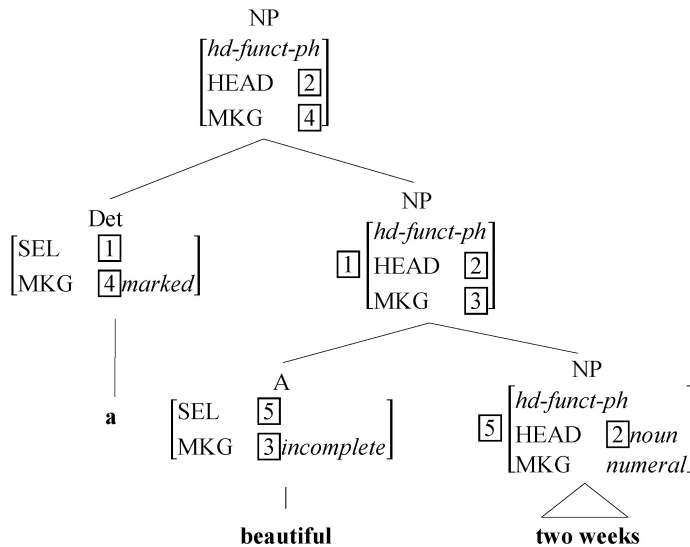 NP
hd-funct-ph
HEAD 2
MKG 4
Det
SEL 1
MKG 4 marked
a
NP
1
hd-funct-ph
HEAD 2
MKG 3
A
SEL 5
MKG 3 incomplete
beautiful
NP
5
hd-funct-ph
HEAD 2 noun
MKG numeral
two weeks